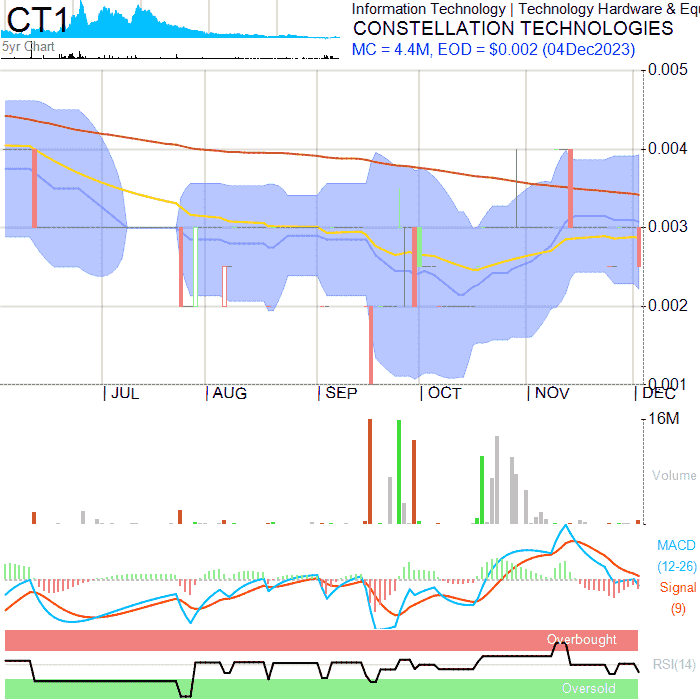 CT1
5yr Chart
Information Technology | Technology Hardware & Equ
CONSTELLATION TECHNOLOGIES
MC = 4.4M, EOD = $0.002 (04Dec2023)
0.005
0.004
0.003
0.002
0.001
JUL
AUG
SEP
OCT
NOV
DEC
16M
Volume
MACD
(12-26)
Signal
(9)
Overbought
RSI(14)
Oversold